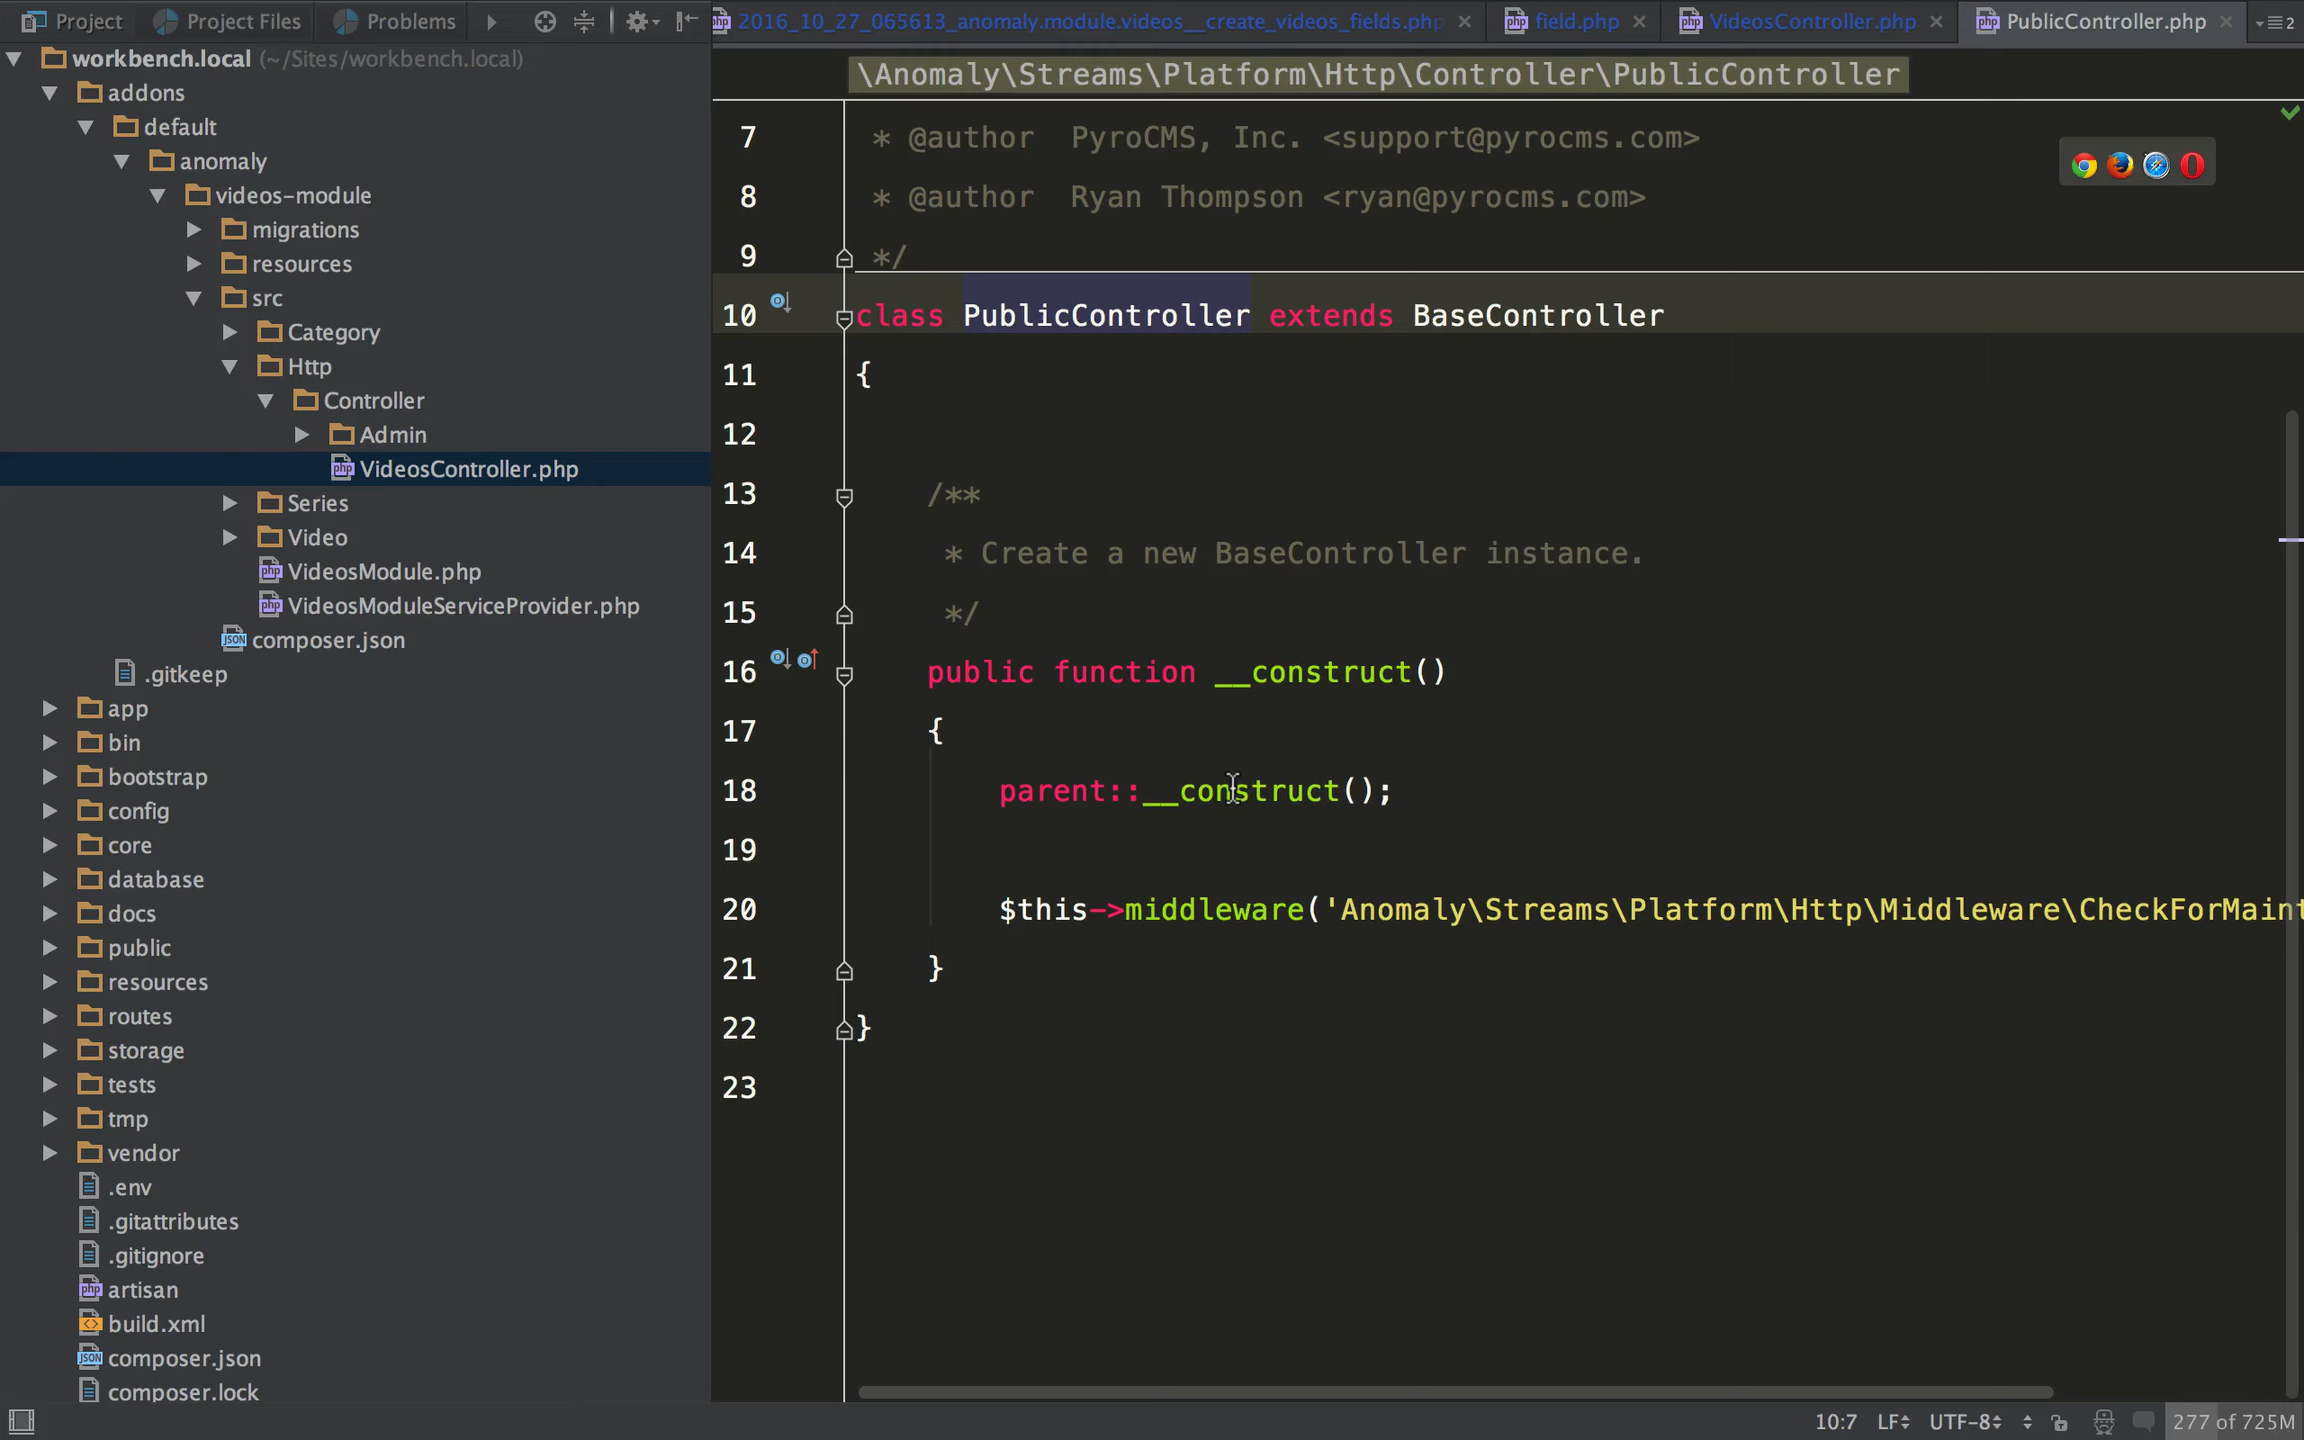 Project
Project Files
Problems
workbench.local (~/Sites/workbench.local)
addons
default
anomaly
videos-module
migrations
resources
src
Category
Http
Controller
Admin
VideosController.php
Series
Video
VideosModule.php
VideosModuleServiceProvider.php
composer.json
.gitkeep
app
bin
bootstrap
config
core
database
docs
public
resources
routes
storage
tests
tmp
vendor
.env
.gitattributes
.gitignore
artisan
build.xml
composer.json
composer.lock
2016_10_27_065613_anomaly.module.videos__create_videos_fields.php
field.php
VideosController.php
PublicController.php
2
\Anomaly\Streams\Platform\Http\Controller\PublicController
7 * @author  PyroCMS, Inc. <support@pyrocms.com>
8 * @author  Ryan Thompson <ryan@pyrocms.com>
9 */
10 class PublicController extends BaseController
11 {
12
13 /**
14 * Create a new BaseController instance.
15 */
16 public function __construct()
17 {
18 parent::__construct();
19
20 $this->middleware('Anomaly\Streams\Platform\Http\Middleware\CheckForMaint
21 }
22 }
23
10:7 LF UTF-8 277 of 725M